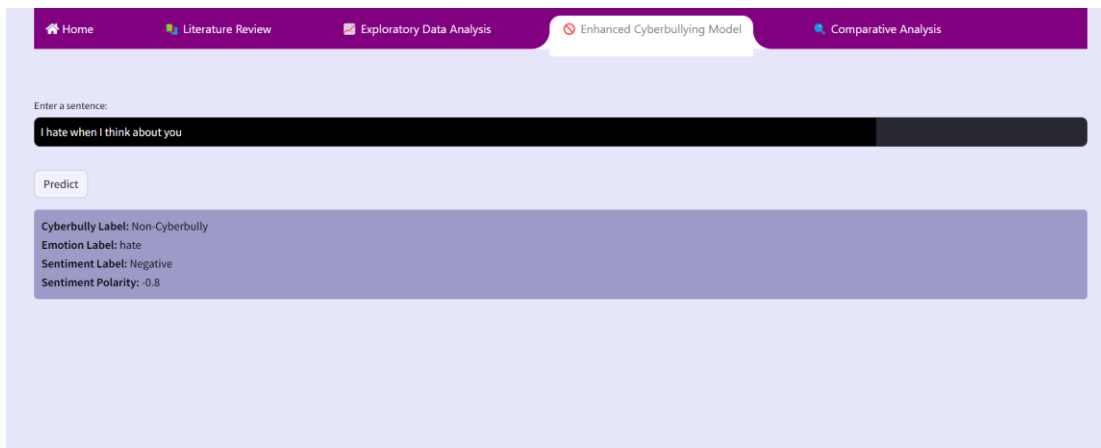 Home Literature Review Exploratory Data Analysis Enhanced Cyberbullying Model Comparative Analysis
Enter a sentence:
I hate when I think about you
Predict
Cyberbully Label: Non-Cyberbully
Emotion Label: hate
Sentiment Label: Negative
Sentiment Polarity: -0.8